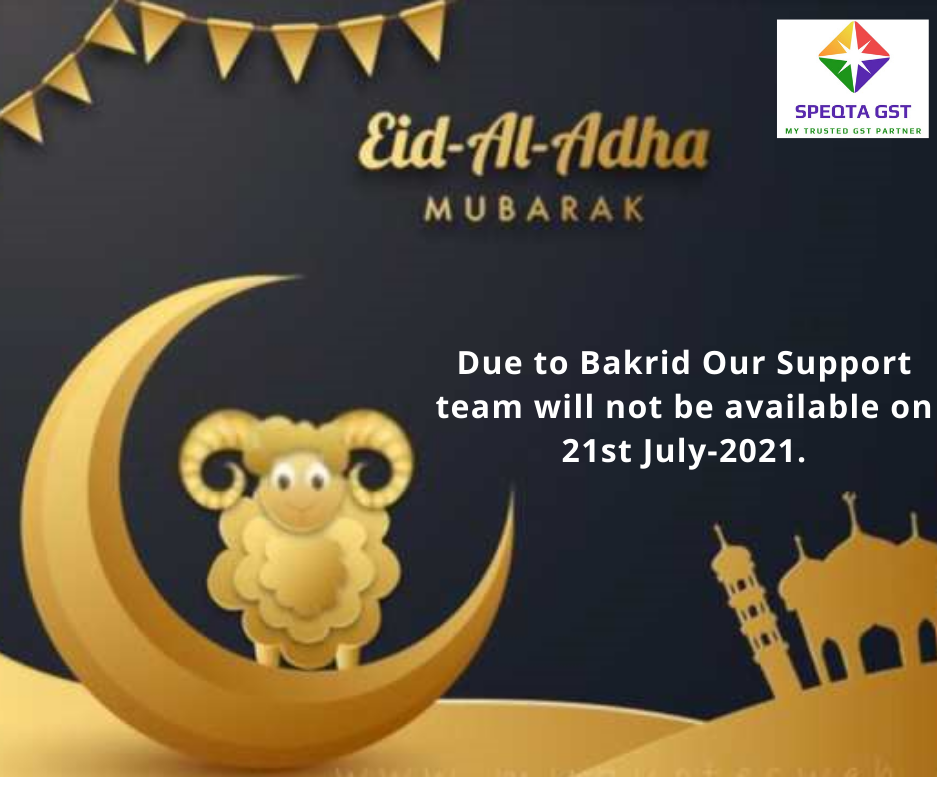 SPEQTA GST
MY TRUSTED GST PARTNER
Eid-Al-Adha
MUBARAK
Due to Bakrid Our Support
team will not be available on
21st July-2021.